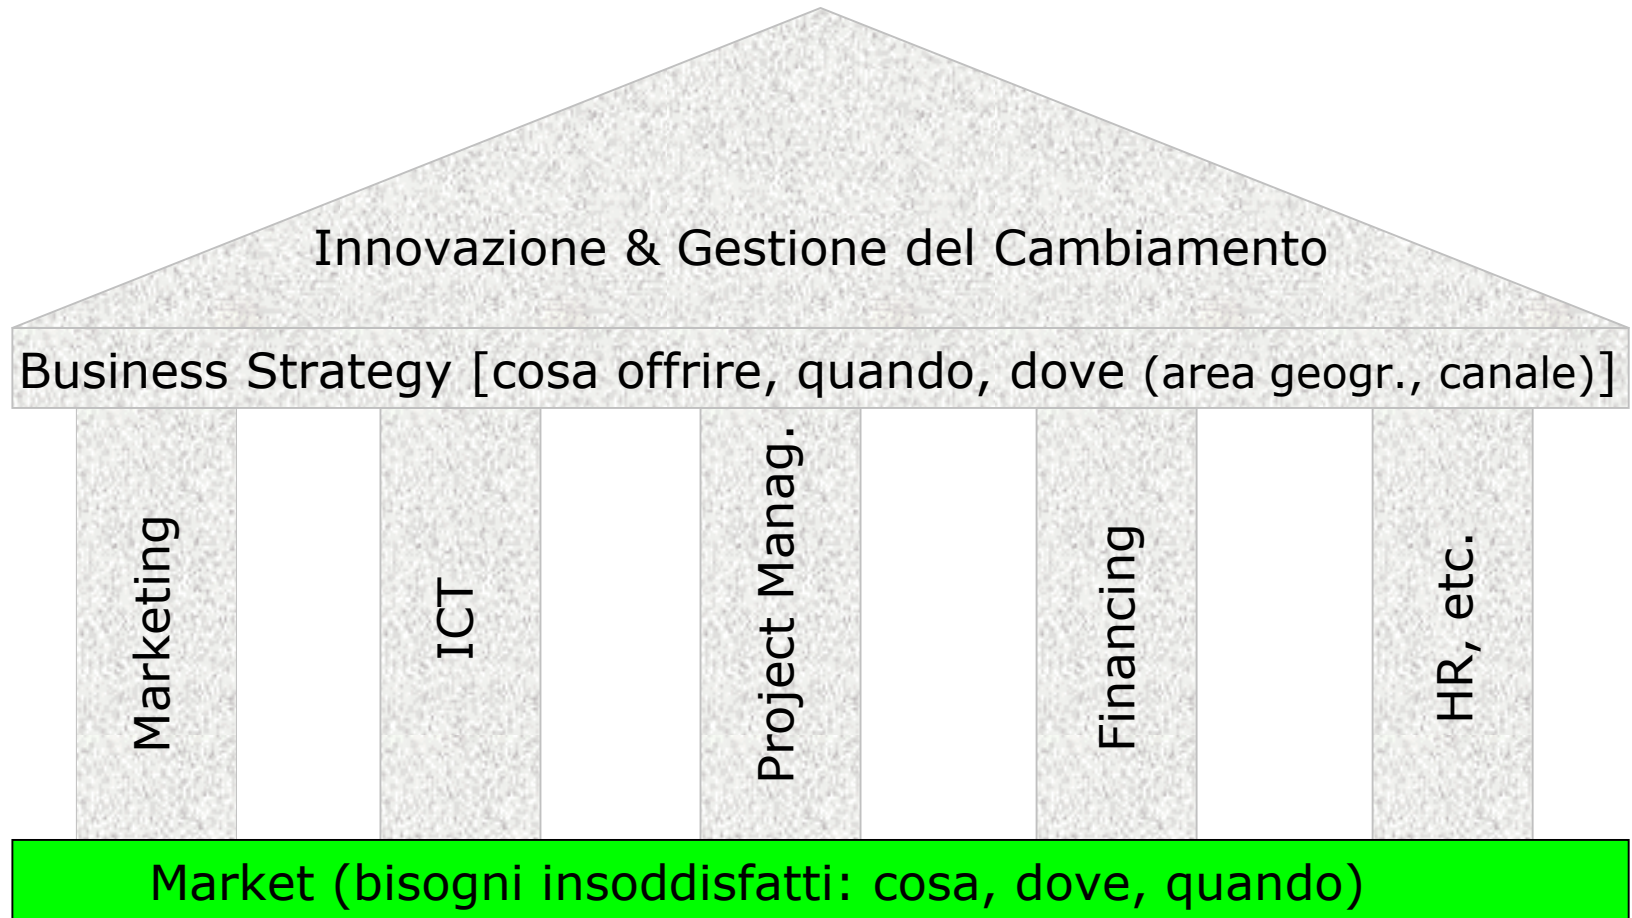 Innovazione & Gestione del Cambiamento
Business Strategy [cosa offrire, quando, dove (area geogr., canale)]
Marketing
ICT
Project Manag.
Financing
HR, etc.
Market (bisogni insoddisfatti: cosa, dove, quando)